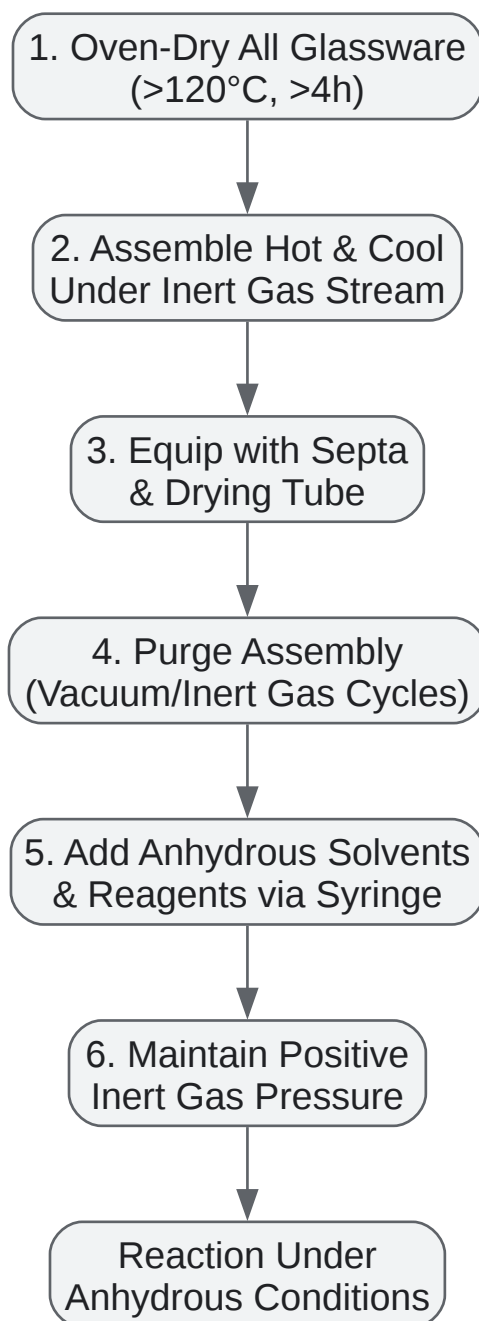 1. Oven-Dry All Glassware
(>120°C, >4h)
2. Assemble Hot & Cool
Under Inert Gas Stream
3. Equip with Septa
& Drying Tube
4. Purge Assembly
(Vacuum/Inert Gas Cycles)
5. Add Anhydrous Solvents
& Reagents via Syringe
6. Maintain Positive
Inert Gas Pressure
Reaction Under
Anhydrous Conditions